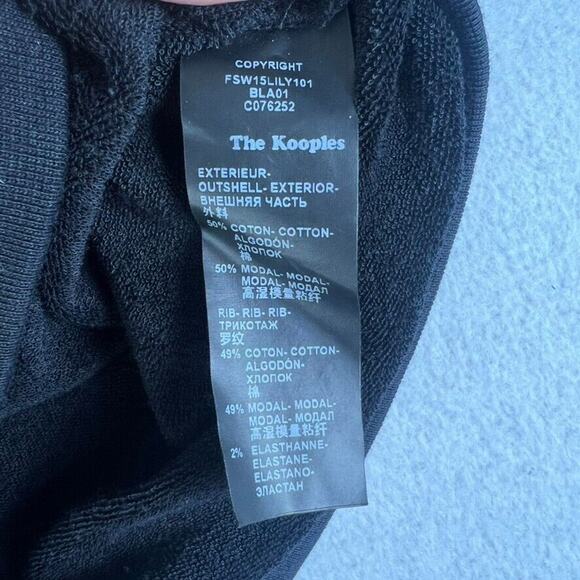 COPYRIGHT
FSW15LILY101
BLA01
C076252
The Kooples
EXTERIEUR-
OUTSHELL- EXTERIOR-
ВНЕШНЯЯ ЧАСТЬ
外料
50% COTON- COTTON-
ALGODÓN-
ХЛОПОК
棉
50% MODAL- MODAL-
MODAL- МОДАЛ
高湿模量粘纤
RIB- RIB- RIB-
ТРИКОТАЖ
罗纹
49% COTON- COTTON-
ALGODÓN-
ХЛОПОК
棉
49% MODAL- MODAL-
MODAL- МОДАЛ
高湿模量粘纤
2% ELASTHANNE-
ELASTANE-
ELASTANO-
ЭЛАСТАН